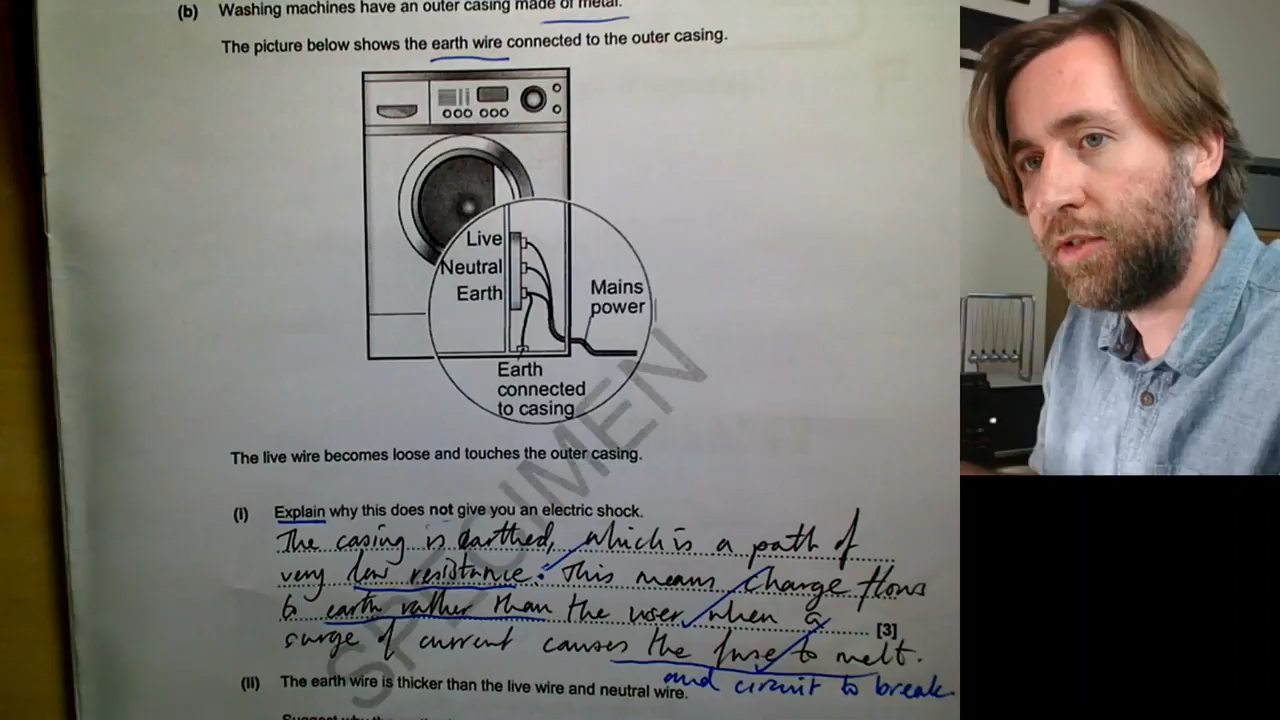 (b) Washing machines have an outer casing made of metal.
The picture below shows the earth wire connected to the outer casing.
Live
Neutral
Earth
Mains
power
Earth
connected
to casing
SPECIMEN
The live wire becomes loose and touches the outer casing.
(i) Explain why this does not give you an electric shock.
The casing is earthed, which is a path of
very low resistance. This means charge flows
to earth rather than the user when a
[3]
surge of current causes the fuse to melt.
and circuit to break
(ii) The earth wire is thicker than the live wire and neutral wire.
Suggest why the